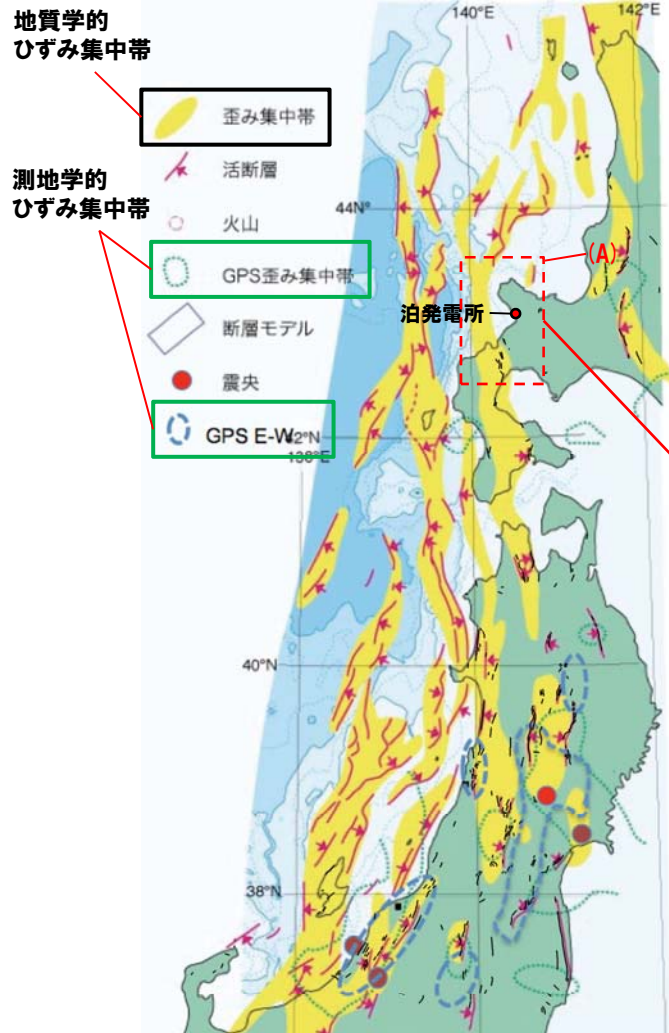 地質学的
ひずみ集中帯
歪み集中帯
活断層
測地学的
ひずみ集中帯
火山
GPS歪み集中帯
断層モデル
震央
GPS E-W
140°E
142°E
44N°
(A)
泊発電所
42°N
138°E
40°N
38°N